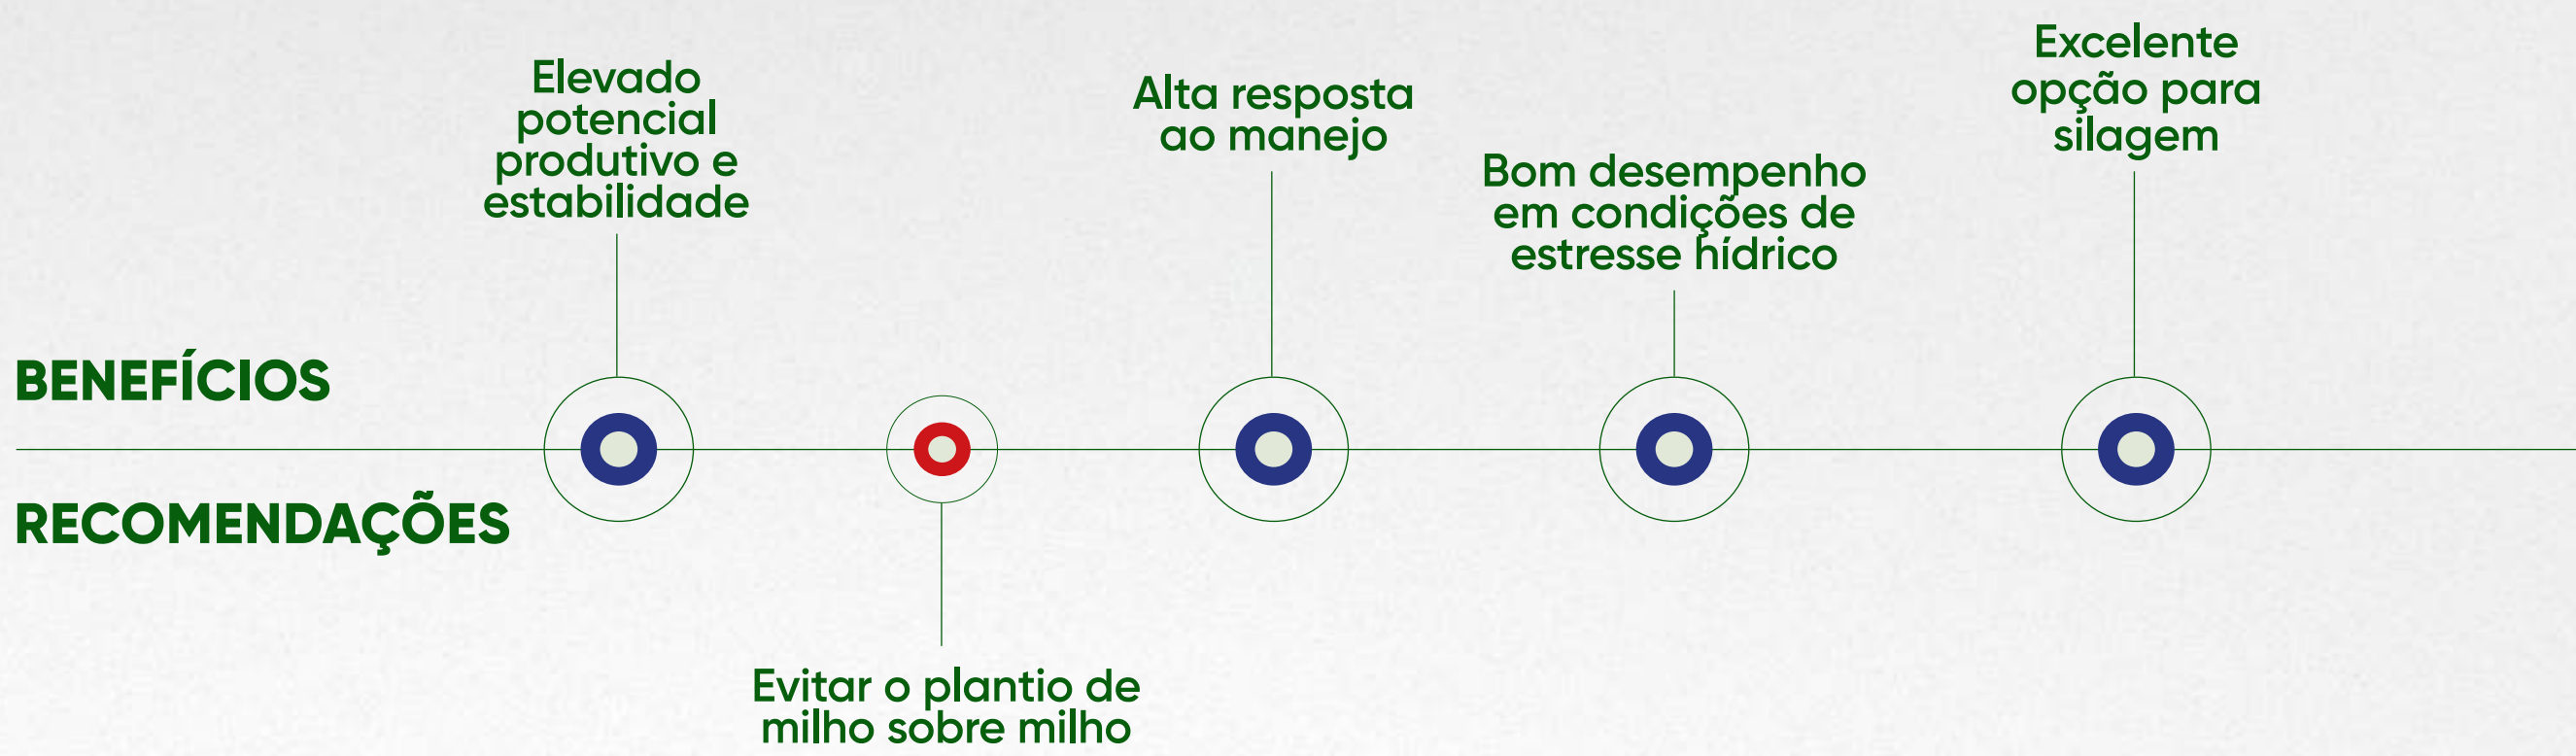 Elevado
potencial
produtivo e
estabilidade
Alta resposta
ao manejo
Bom desempenho
em condições de
estresse hídrico
Excelente
opção para
silagem
BENEFÍCIOS
RECOMENDAÇÕES
Evitar o plantio de
milho sobre milho